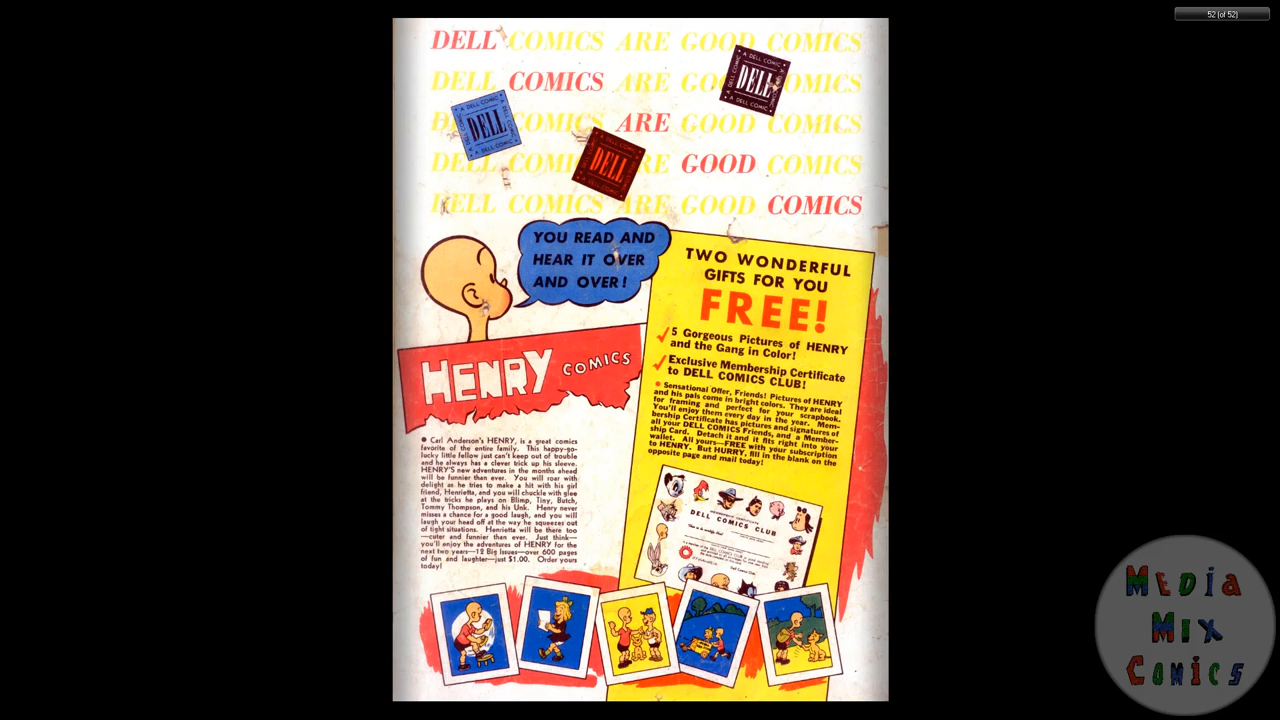 52 (of 52)
DELL COMICS ARE GOOD COMICS
DELL COMICS ARE GOOD COMICS
DELL COMICS ARE GOOD COMICS
DELL COMICS ARE GOOD COMICS
DELL COMICS ARE GOOD COMICS
A DELL COMIC
DELL
A DELL COMIC
A DELL COMIC
DELL
A DELL COMIC
DELL
YOU READ AND
HEAR IT OVER
AND OVER!
HENRY COMICS
● Carl Anderson's HENRY, is a great comics
favorite of the entire family. This happy-go-
lucky little fellow just can't keep out of trouble
and he always has a clever trick up his sleeve.
HENRY'S new adventures in the months ahead
will be funnier than ever. You will roar with
delight as he tries to make a hit with his girl
friend, Henrietta, and you will chuckle with glee
at the tricks he plays on Blimp, Tiny, Butch,
Tommy Thompson, and his Unk. Henry never
misses a chance for a good laugh, and you will
laugh your head off at the way he squeezes out
of tight situations. Henrietta will be there too
—cuter and funnier than ever. Just think—
you'll enjoy the adventures of HENRY for the
next two years—12 Big Issues—over 600 pages
of fun and laughter—just $1.00. Order yours
today!
TWO WONDERFUL
GIFTS FOR YOU
FREE!
✓ 5 Gorgeous Pictures of HENRY
and the Gang in Color!
✓ Exclusive Membership Certificate
to DELL COMICS CLUB!
● Sensational Offer, Friends! Pictures of HENRY
and his pals come in bright colors. They are ideal
for framing and perfect for your scrapbook.
You'll enjoy them every day in the year. Mem-
bership Certificate has pictures and signatures of
all your DELL COMICS Friends, and a Member-
ship Card. Detach it and it fits right into your
wallet. All yours—FREE with your subscription
to HENRY. But HURRY, fill in the blank on the
opposite page and mail today!
MEMBERSHIP CERTIFICATE
DELL COMICS CLUB
MEDIA
MIX
COMICS